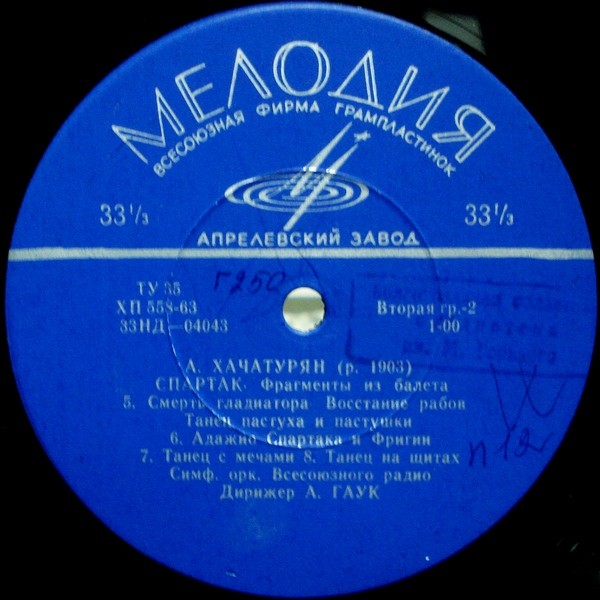 МЕЛОДИЯ
ВСЕСОЮЗНАЯ ФИРМА ГРАМПЛАСТИНОК
33 1/3 33 1/3
АПРЕЛЕВСКИЙ ЗАВОД
ТУ 35 г250
ХП 558-63 Вторая гр.-2
33НД—04043 1-00
А. ХАЧАТУРЯН (р. 1903)
СПАРТАК- Фрагменты из балета
5. Смерть гладиатора Восстание рабов
Танец пастуха и пастушки
6. Адажио Спартака и Фригии
7. Танец с мечами 8. Танец на щитах
Симф. орк. Всесоюзного радио
Дирижер А. ГАУК